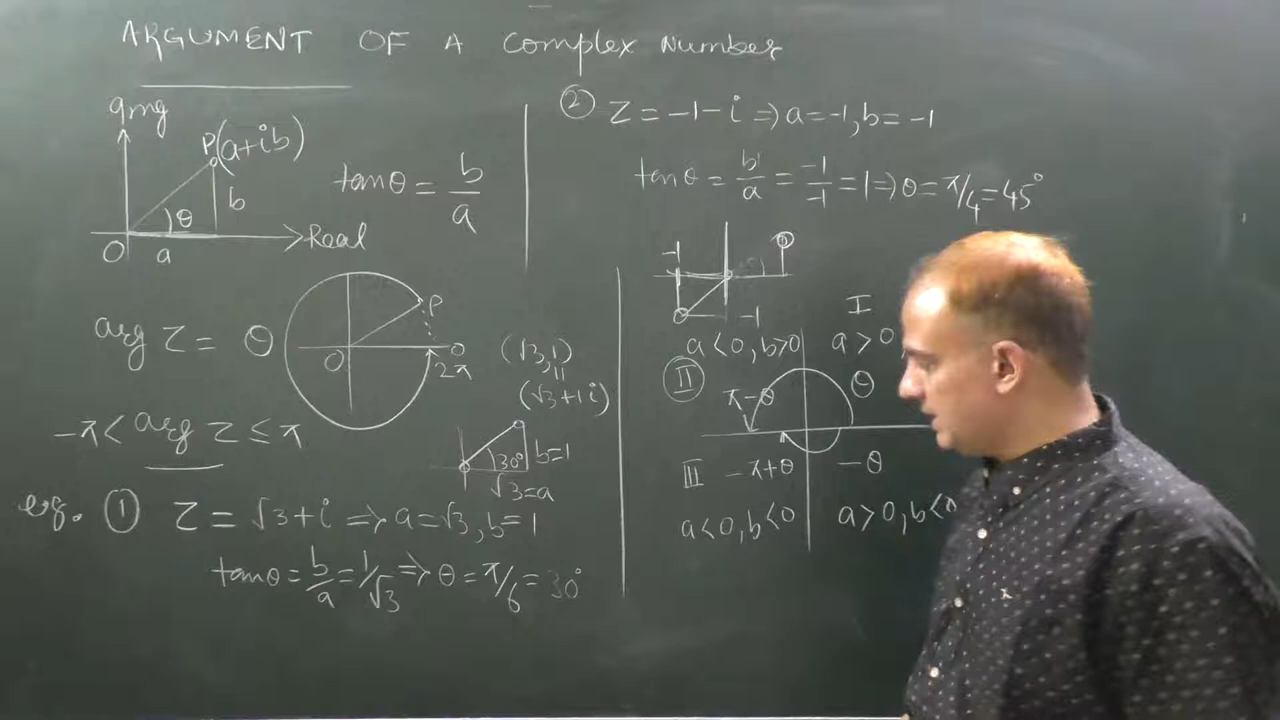 ARGUMENT OF A Complex Number
Img
P(a+ib)
b
θ
O
a
Real
tanθ = b/a
arg z = θ
P
O
O
2π
-π < arg z ≤ π
(√3,1)
||
(√3+1i)
30°
b=1
√3=a
eg. ① z = √3+i ⇒ a=√3, b=1
tanθ = b/a = 1/√3 ⇒ θ = π/6 = 30°
② z = -1-i ⇒ a=-1, b=-1
tanθ = b/a = -1/-1 = 1 ⇒ θ = π/4 = 45°
-1
-1
I
a<0, b>0
a>0
II
π-θ
θ
III
-π+θ
-θ
a<0, b<0
a>0, b<0